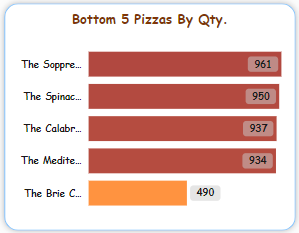 Bottom 5 Pizzas By Qty.
The Soppre... 961
The Spinac... 950
The Calabr... 937
The Medite... 934
The Brie C... 490